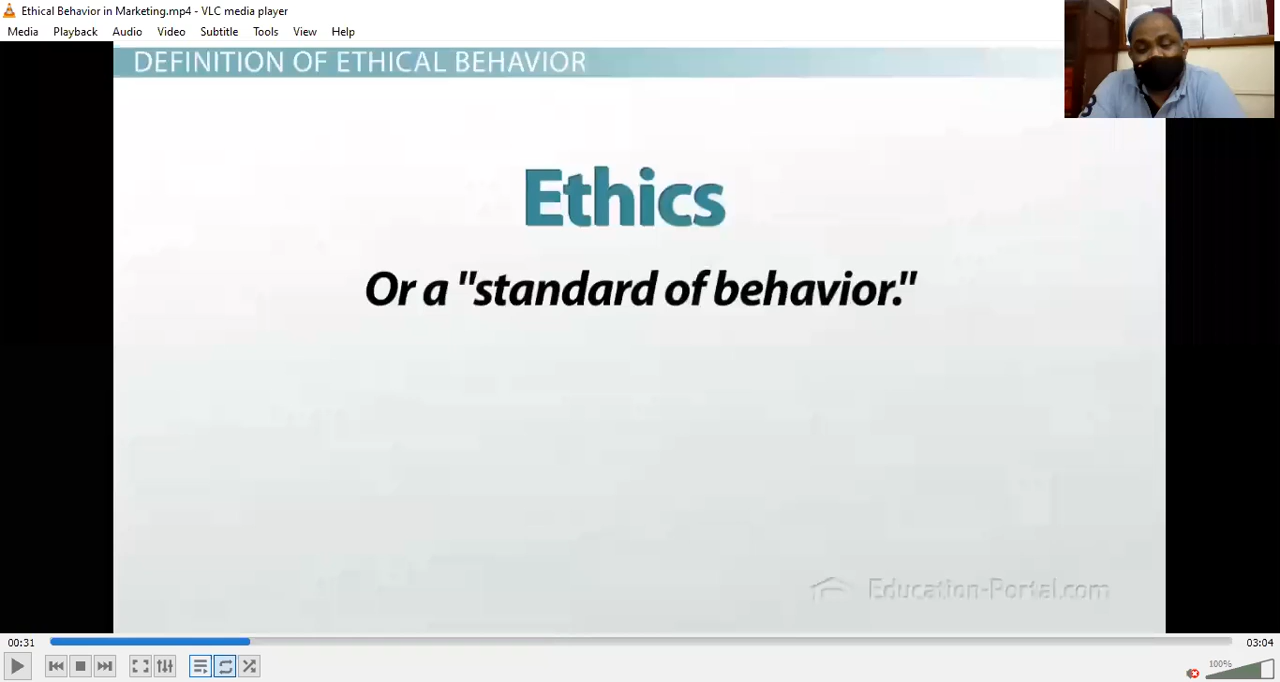 Ethical Behavior in Marketing.mp4 - VLC media player
Media Playback Audio Video Subtitle Tools View Help
DEFINITION OF ETHICAL BEHAVIOR
Ethics
Or a "standard of behavior."
Education-Portal.com
00:31
03:04
100%